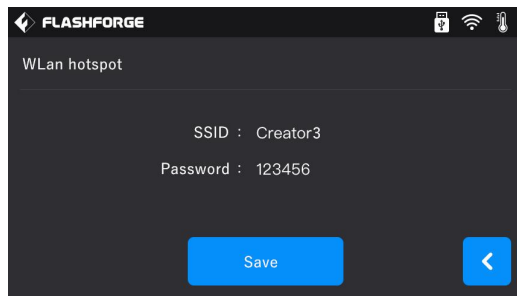 FLASHFORGE
WLan hotspot
SSID : Creator3
Password : 123456
Save